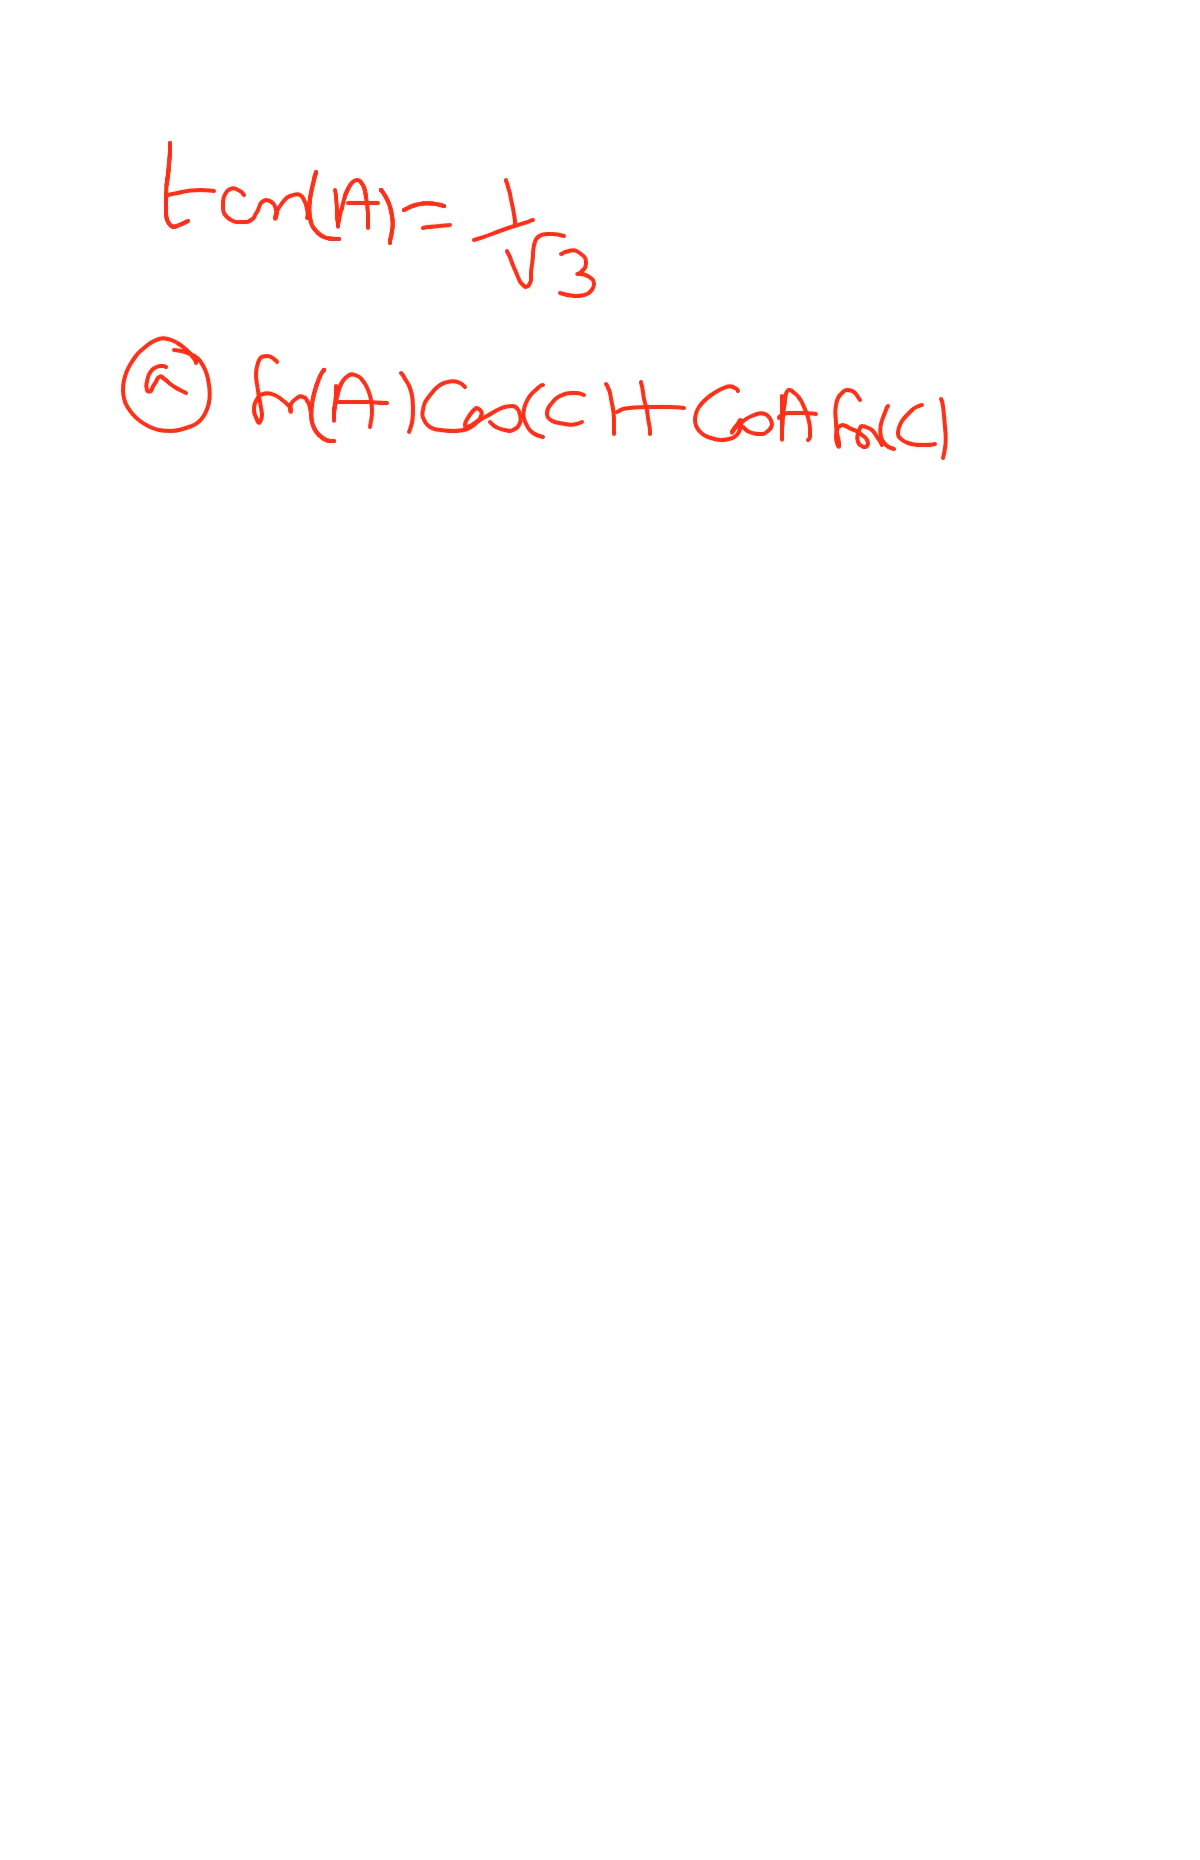 tan(A) = 1/√3
(a) Sin(A) Cos(C) + CosA Sin(C)